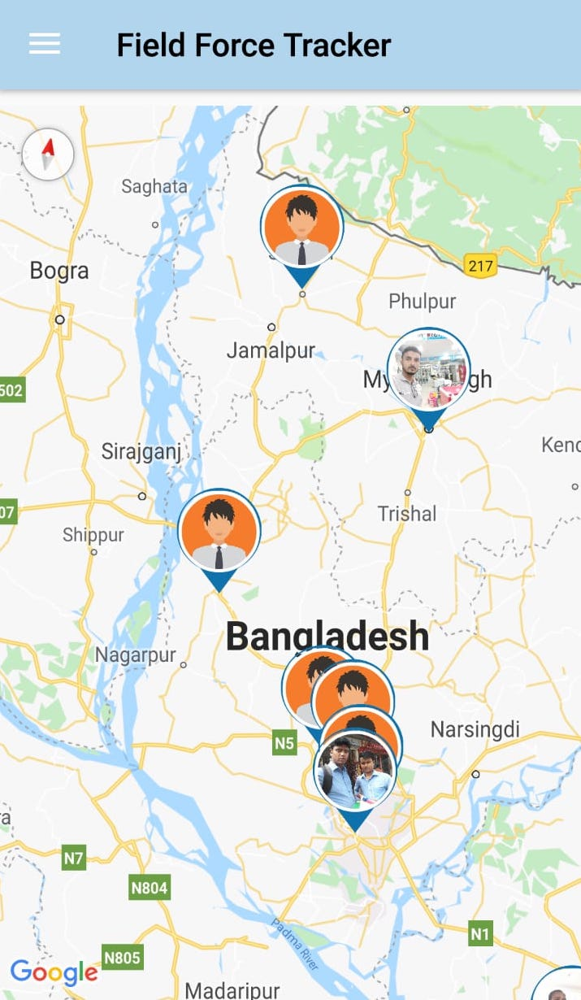 Field Force Tracker
Saghata
Bogra
217
Phulpur
Jamalpur
My gh
502
Sirajganj
Kend
07
Trishal
Shippur
Bangladesh
Nagarpur
Narsingdi
N5
ra
N7
N804
Padma River
N1
N805
Google
Madaripur